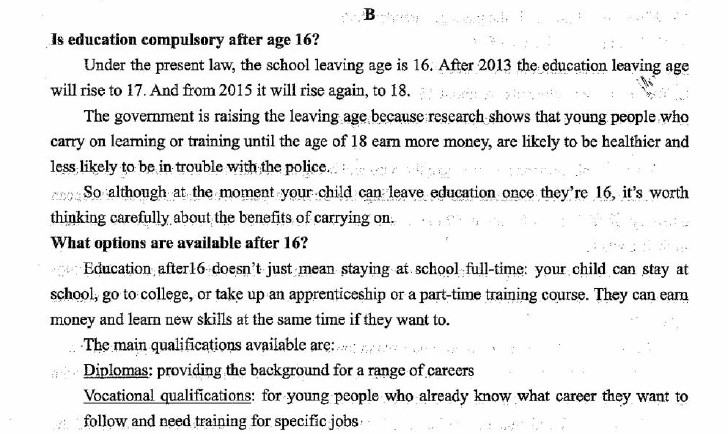 B
Is education compulsory after age 16?
Under the present law, the school leaving age is 16. After 2013 the education leaving age
will rise to 17. And from 2015 it will rise again, to 18.
The government is raising the leaving age because research shows that young people who
carry on learning or training until the age of 18 earn more money, are likely to be healthier and
less likely to be in trouble with the police.
So although at the moment your child can leave education once they're 16, it's worth
thinking carefully about the benefits of carrying on.
What options are available after 16?
Education after16 doesn't just mean staying at school full-time: your child can stay at
school, go to college, or take up an apprenticeship or a part-time training course. They can earn
money and learn new skills at the same time if they want to.
The main qualifications available are:
Diplomas: providing the background for a range of careers
Vocational qualifications: for young people who already know what career they want to
follow and need training for specific jobs